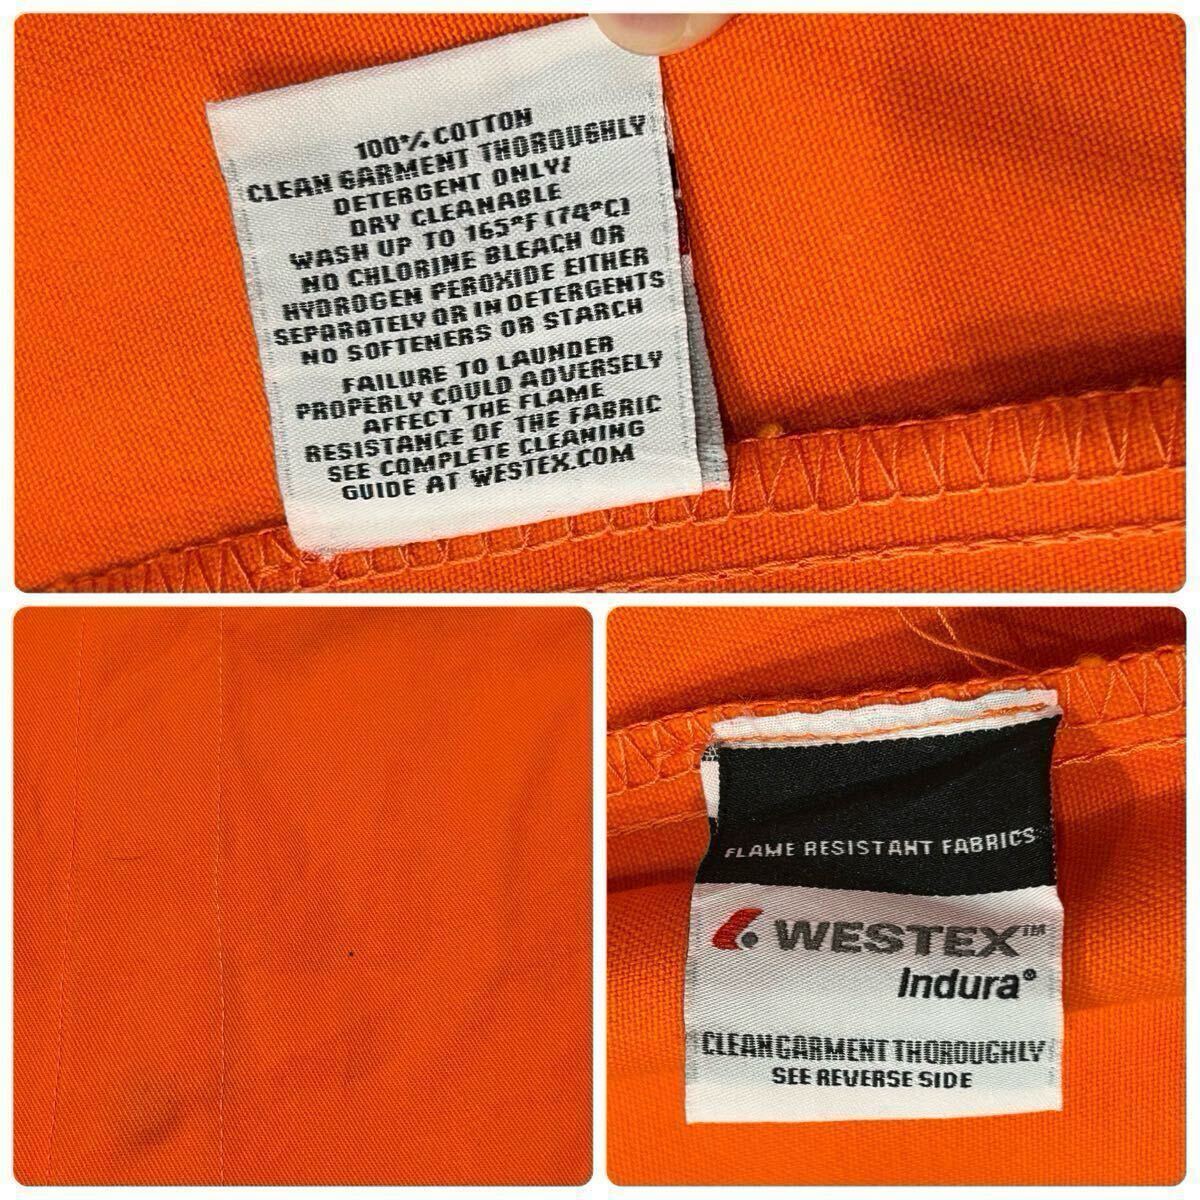 100% COTTON
CLEAN GARMENT THOROUGHLY
DETERGENT ONLY!
DRY CLEANABLE
WASH UP TO 165°F (74°C)
NO CHLORINE BLEACH OR
HYDROGEN PEROXIDE EITHER
SEPARATELY OR IN DETERGENTS
NO SOFTENERS OR STARCH
FAILURE TO LAUNDER
PROPERLY COULD ADVERSELY
AFFECT THE FLAME
RESISTANCE OF THE FABRIC
SEE COMPLETE CLEANING
GUIDE AT WESTEX.COM
FLAME RESISTANT FABRICS
WESTEX™
Indura®
CLEAN GARMENT THOROUGHLY
SEE REVERSE SIDE